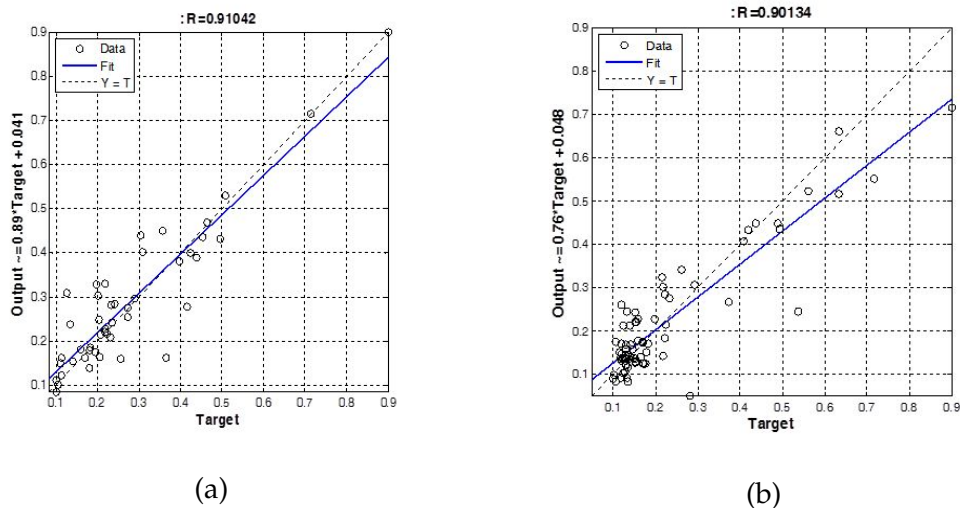 : R=0.91042
Output ~=0.89*Target +0.041
0.9
0.8
0.7
0.6
0.5
0.4
0.3
0.2
0.1
Data
Fit
Y = T
0.1 0.2 0.3 0.4 0.5 0.6 0.7 0.8 0.9
Target
(a)
: R=0.90134
Output ~=0.76*Target +0.048
0.9
0.8
0.7
0.6
0.5
0.4
0.3
0.2
0.1
Data
Fit
Y = T
0.1 0.2 0.3 0.4 0.5 0.6 0.7 0.8 0.9
Target
(b)